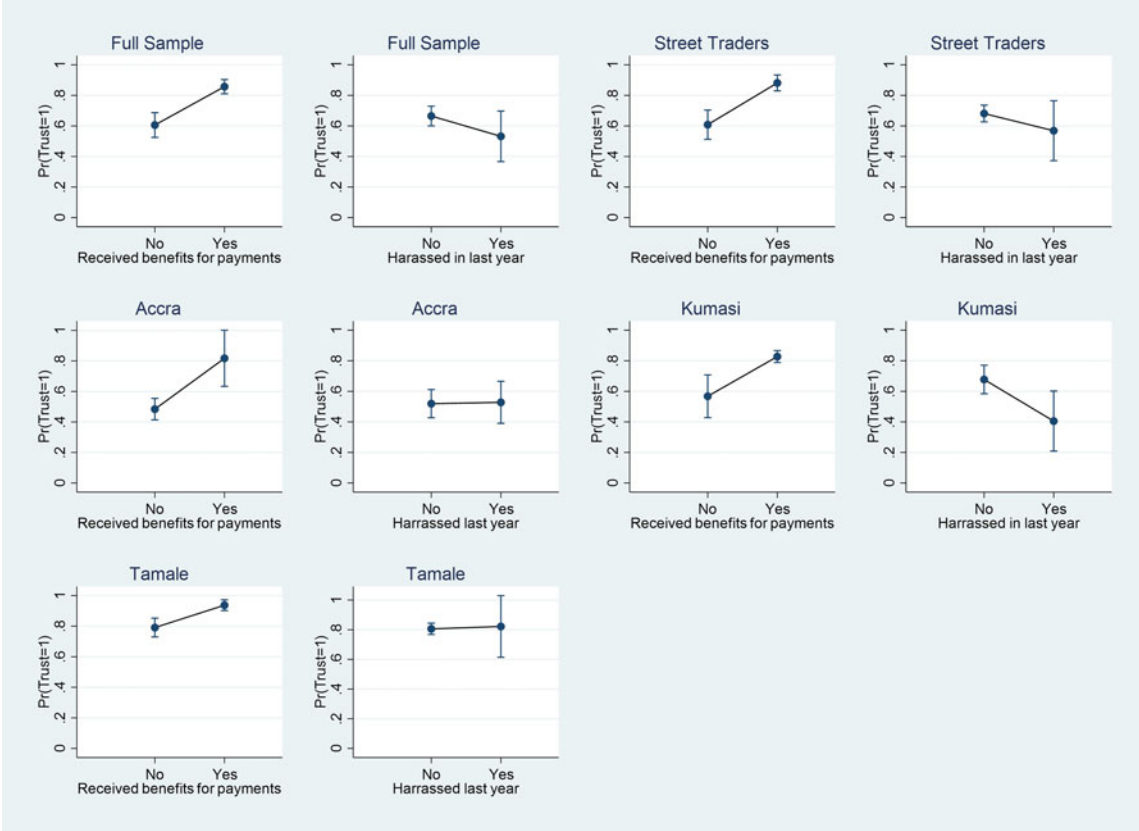 Full Sample
Pr(Trust=1)
1
.8
.6
.4
.2
0
No Yes
Received benefits for payments
Full Sample
Pr(Trust=1)
1
.8
.6
.4
.2
0
No Yes
Harassed in last year
Street Traders
Pr(Trust=1)
1
.8
.6
.4
.2
0
No Yes
Received benefits for payments
Street Traders
Pr(Trust=1)
1
.8
.6
.4
.2
0
No Yes
Harassed in last year
Accra
Pr(Trust=1)
1
.8
.6
.4
.2
0
No Yes
Received benefits for payments
Accra
Pr(Trust=1)
1
.8
.6
.4
.2
0
No Yes
Harrassed last year
Kumasi
Pr(Trust=1)
1
.8
.6
.4
.2
0
No Yes
Received benefits for payments
Kumasi
Pr(Trust=1)
1
.8
.6
.4
.2
0
No Yes
Harrassed in last year
Tamale
Pr(Trust=1)
1
.8
.6
.4
.2
0
No Yes
Received benefits for payments
Tamale
Pr(Trust=1)
1
.8
.6
.4
.2
0
No Yes
Harrassed last year